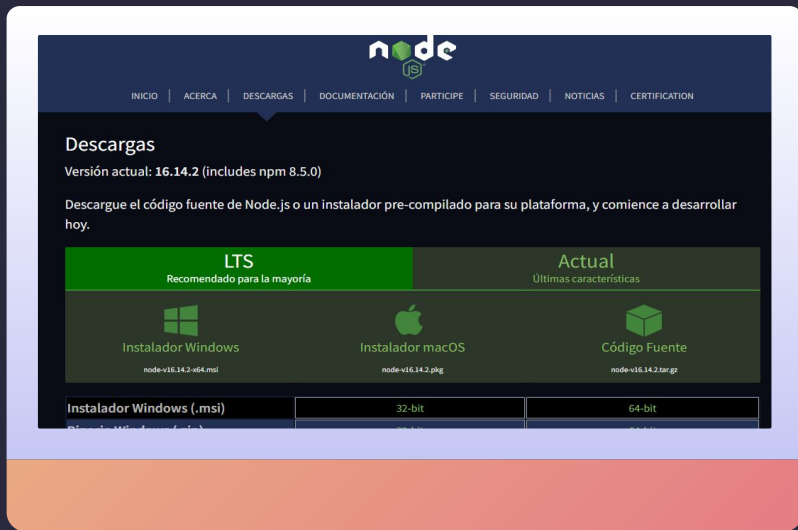 node
JS
INICIO | ACERCA | DESCARGAS | DOCUMENTACIÓN | PARTICIPE | SEGURIDAD | NOTICIAS | CERTIFICATION
Descargas
Versión actual: 16.14.2 (includes npm 8.5.0)
Descargue el código fuente de Node.js o un instalador pre-compilado para su plataforma, y comience a desarrollar
hoy.
LTS
Recomendado para la mayoría
Actual
Últimas características
Instalador Windows
node-v16.14.2-x64.msi
Instalador macOS
node-v16.14.2.pkg
Código Fuente
node-v16.14.2.tar.gz
Instalador Windows (.msi) 32-bit 64-bit